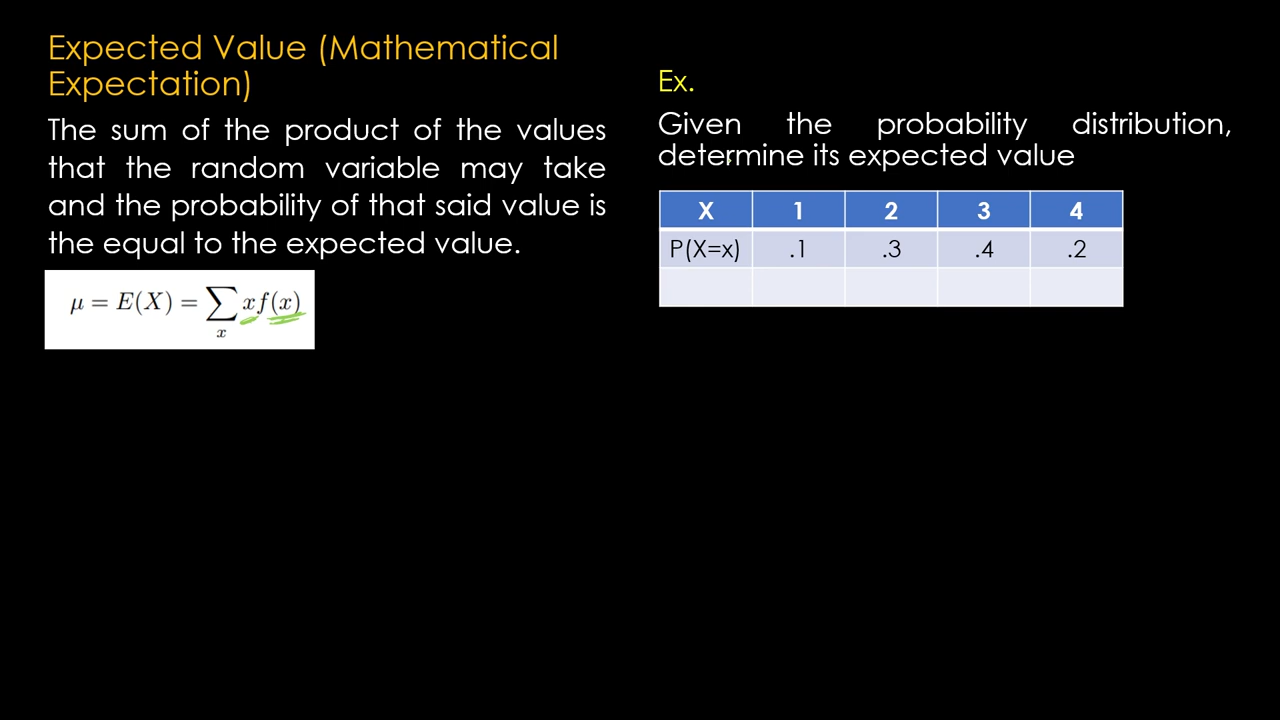 Expected Value (Mathematical
Expectation)
The sum of the product of the values
that the random variable may take
and the probability of that said value is
the equal to the expected value.
μ = E(X) = ∑ x f(x)
x
Ex.
Given the probability distribution,
determine its expected value
X 1 2 3 4
P(X=x) .1 .3 .4 .2